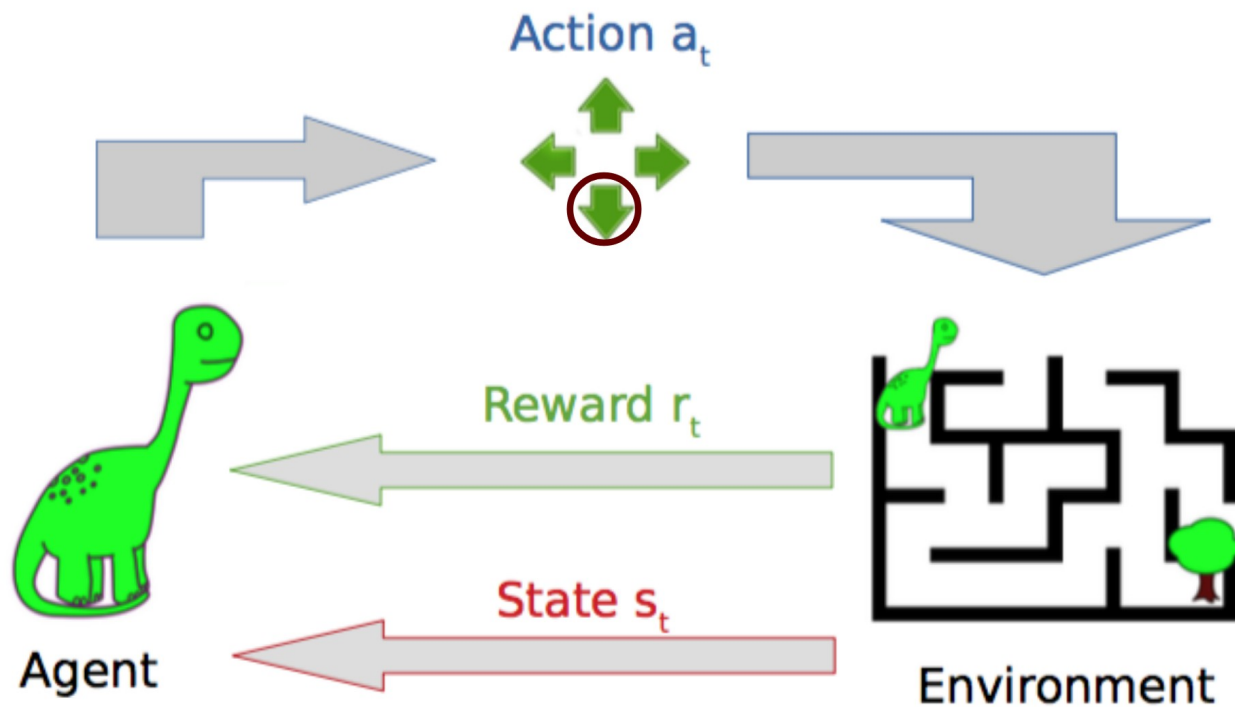 Action aₜ
Reward rₜ
State sₜ
Agent
Environment